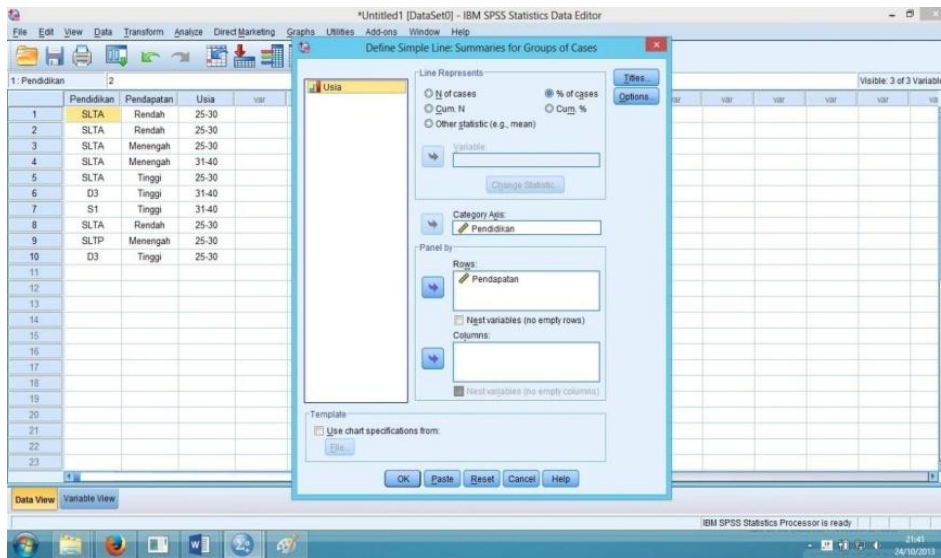 *Untitled1 [DataSet0] - IBM SPSS Statistics Data Editor
File Edit View Data Transform Analyze Direct Marketing Graphs Utilities Add-ons Window Help
1 : Pendidikan 2 Visible: 3 of 3 Variable
Pendidikan Pendapatan Usia var var var var var
1 SLTA Rendah 25-30
2 SLTA Rendah 25-30
3 SLTA Menengah 25-30
4 SLTA Menengah 31-40
5 SLTA Tinggi 25-30
6 D3 Tinggi 31-40
7 S1 Tinggi 31-40
8 SLTA Rendah 25-30
9 SLTP Menengah 25-30
10 D3 Tinggi 25-30
11
12
13
14
15
16
17
18
19
20
21
22
23
Data View Variable View
Define Simple Line: Summaries for Groups of Cases
Usia
Line Represents
N of cases % of cases
Cum. N Cum. %
Other statistic (e.g., mean)
Variable:
Change Statistic...
Category Axis:
Pendidikan
Panel by
Rows:
Pendapatan
Nest variables (no empty rows)
Columns:
Nest variables (no empty columns)
Template
Use chart specifications from:
File...
OK Paste Reset Cancel Help
Titles...
Options...
IBM SPSS Statistics Processor is ready
21:41
24/10/2013